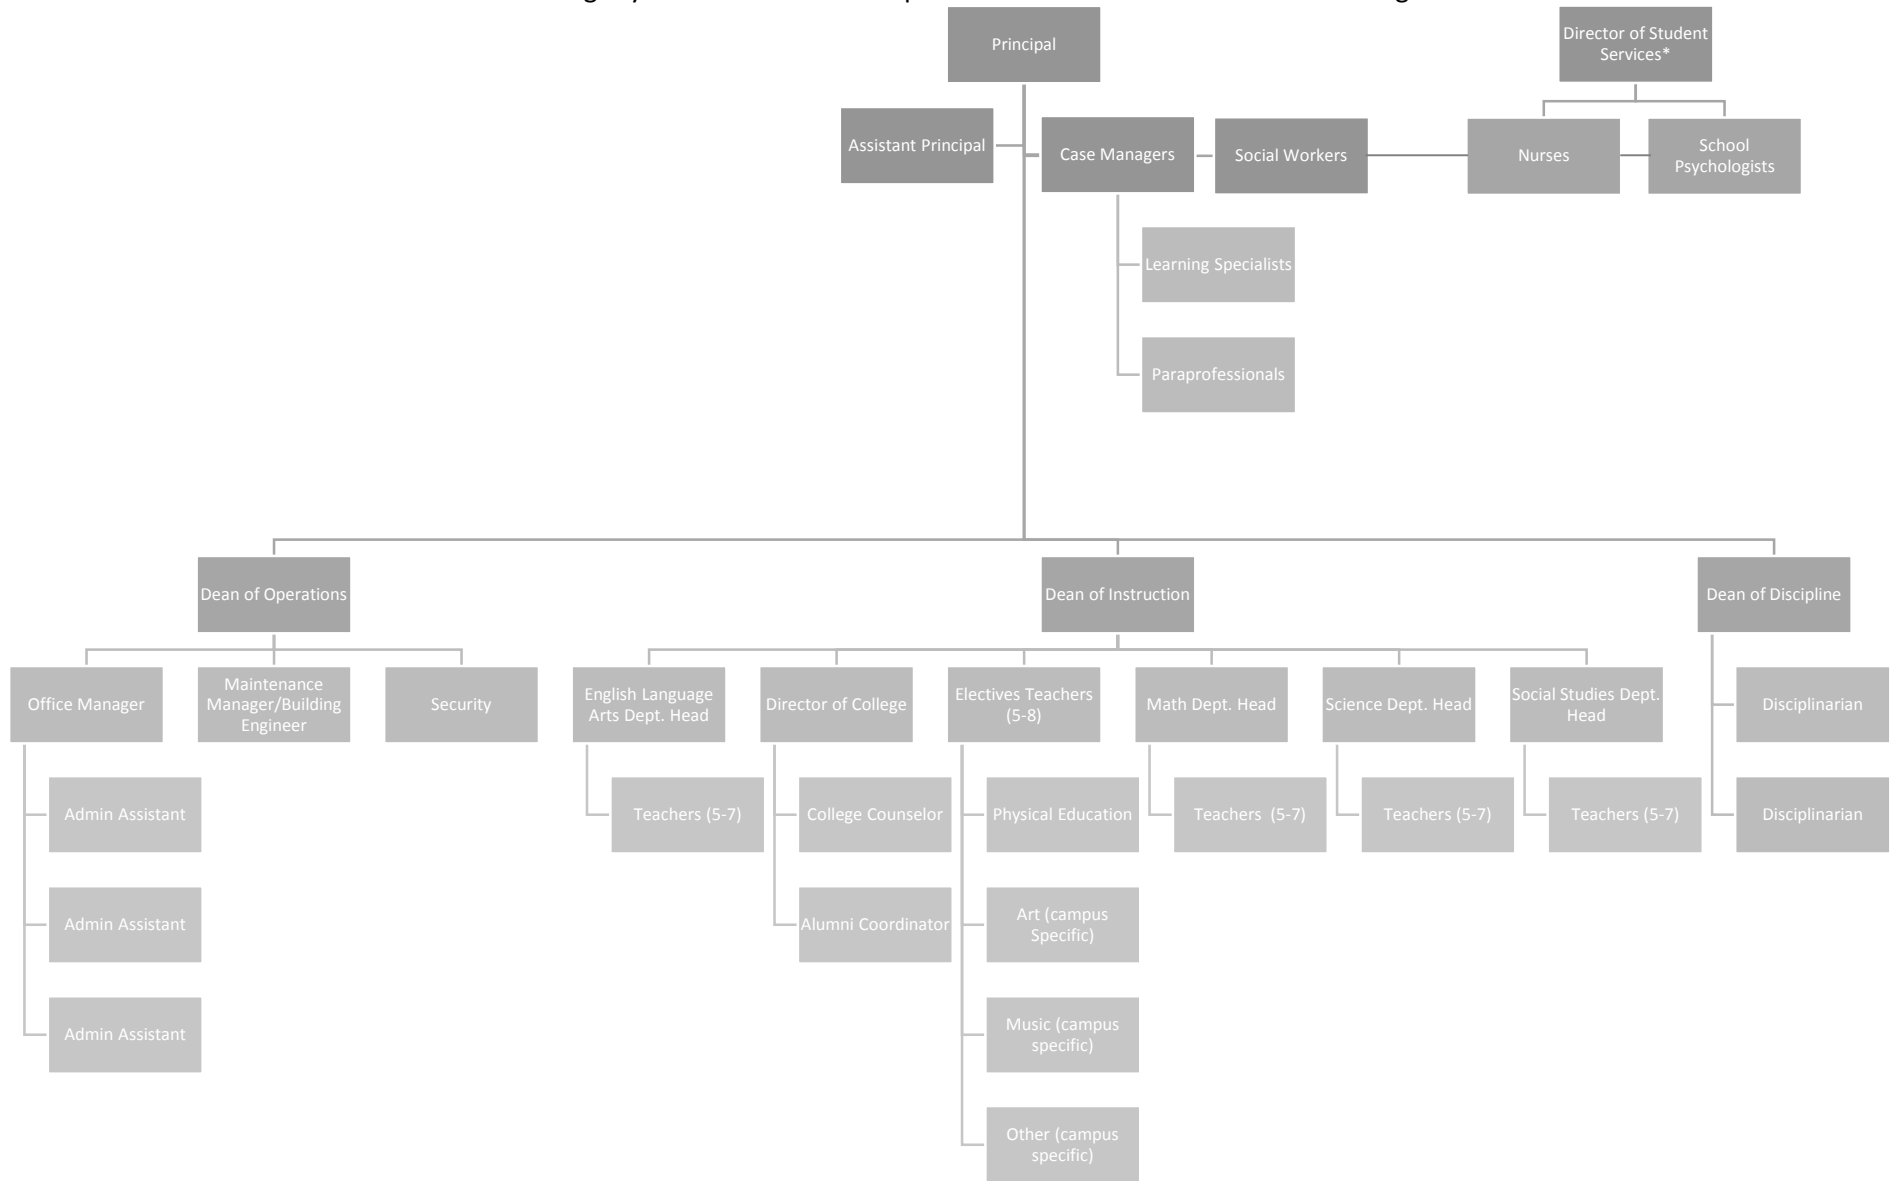 Principal
Director of Student
Services*
Assistant Principal
Case Managers
Social Workers
Nurses
School
Psychologists
Learning Specialists
Paraprofessionals
Dean of Operations
Dean of Instruction
Dean of Discipline
Office Manager
Maintenance
Manager/Building
Engineer
Security
English Language
Arts Dept. Head
Director of College
Electives Teachers
(5-8)
Math Dept. Head
Science Dept. Head
Social Studies Dept.
Head
Disciplinarian
Admin Assistant
Teachers (5-7)
College Counselor
Physical Education
Teachers  (5-7)
Teachers (5-7)
Teachers (5-7)
Disciplinarian
Admin Assistant
Alumni Coordinator
Art (campus
Specific)
Admin Assistant
Music (campus
specific)
Other (campus
specific)